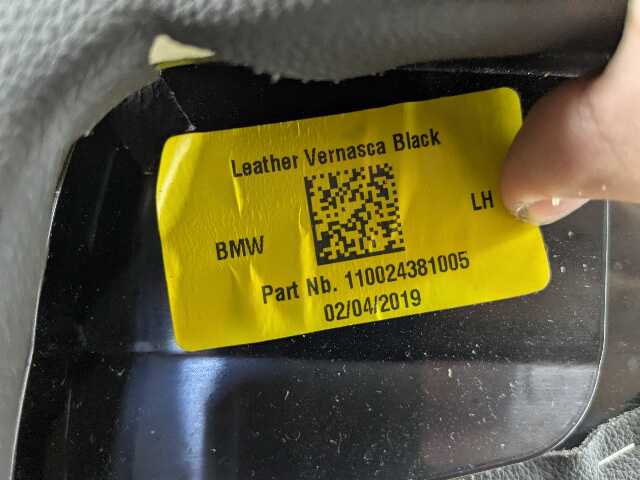 Leather Vernasca Black
BMW
LH
Part Nb. 110024381005
02/04/2019